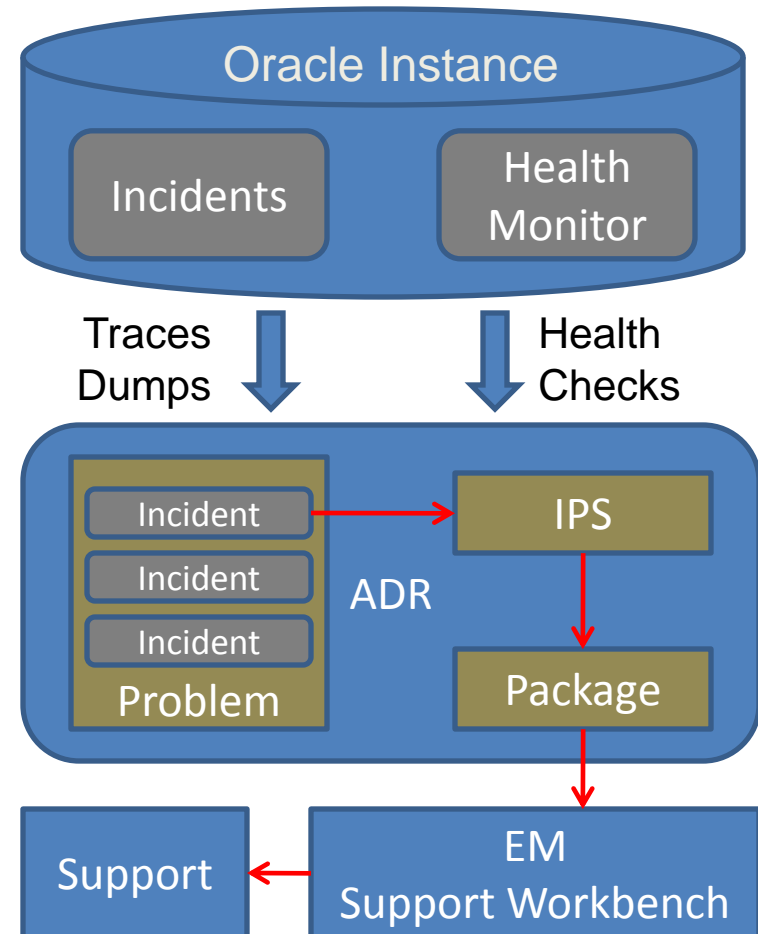 Oracle Instance
Incidents
Health
Monitor
Traces
Dumps
Health
Checks
Incident
Incident
Incident
Problem
ADR
IPS
Package
Support
EM
Support Workbench